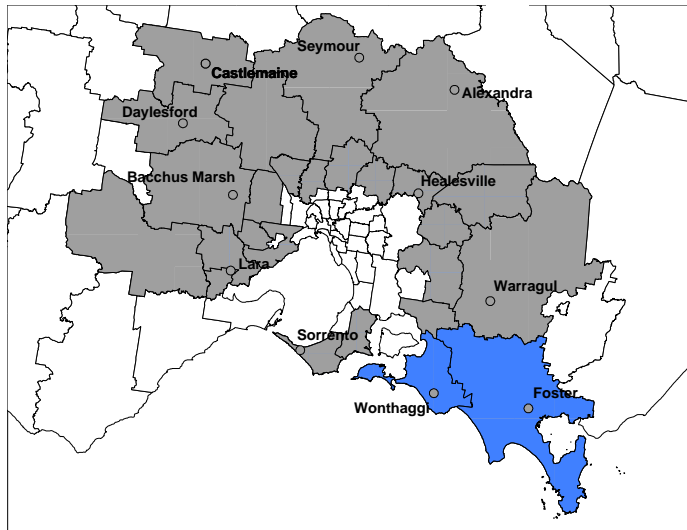 Seymour
Castlemaine
Alexandra
Daylesford
Bacchus Marsh
Healesville
Lara
Warragul
Sorrento
Wonthaggi
Foster